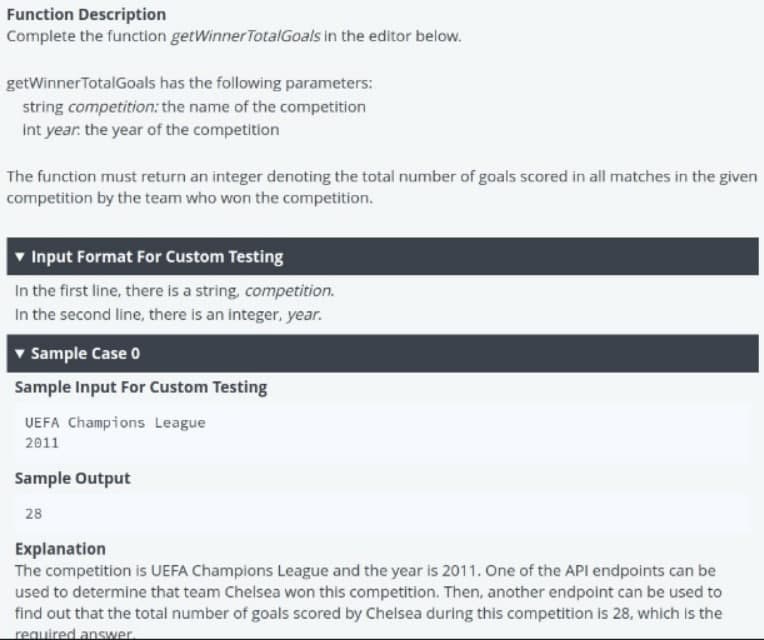 Function Description
Complete the function getWinnerTotalGoals in the editor below.
getWinnerTotalGoals has the following parameters:
string competition: the name of the competition
int year: the year of the competition
The function must return an integer denoting the total number of goals scored in all matches in the given
competition by the team who won the competition.
▼ Input Format For Custom Testing
In the first line, there is a string, competition.
In the second line, there is an integer, year.
▼ Sample Case 0
Sample Input For Custom Testing
UEFA Champions League
2011
Sample Output
28
Explanation
The competition is UEFA Champions League and the year is 2011. One of the API endpoints can be
used to determine that team Chelsea won this competition. Then, another endpoint can be used to
find out that the total number of goals scored by Chelsea during this competition is 28, which is the
required answer.